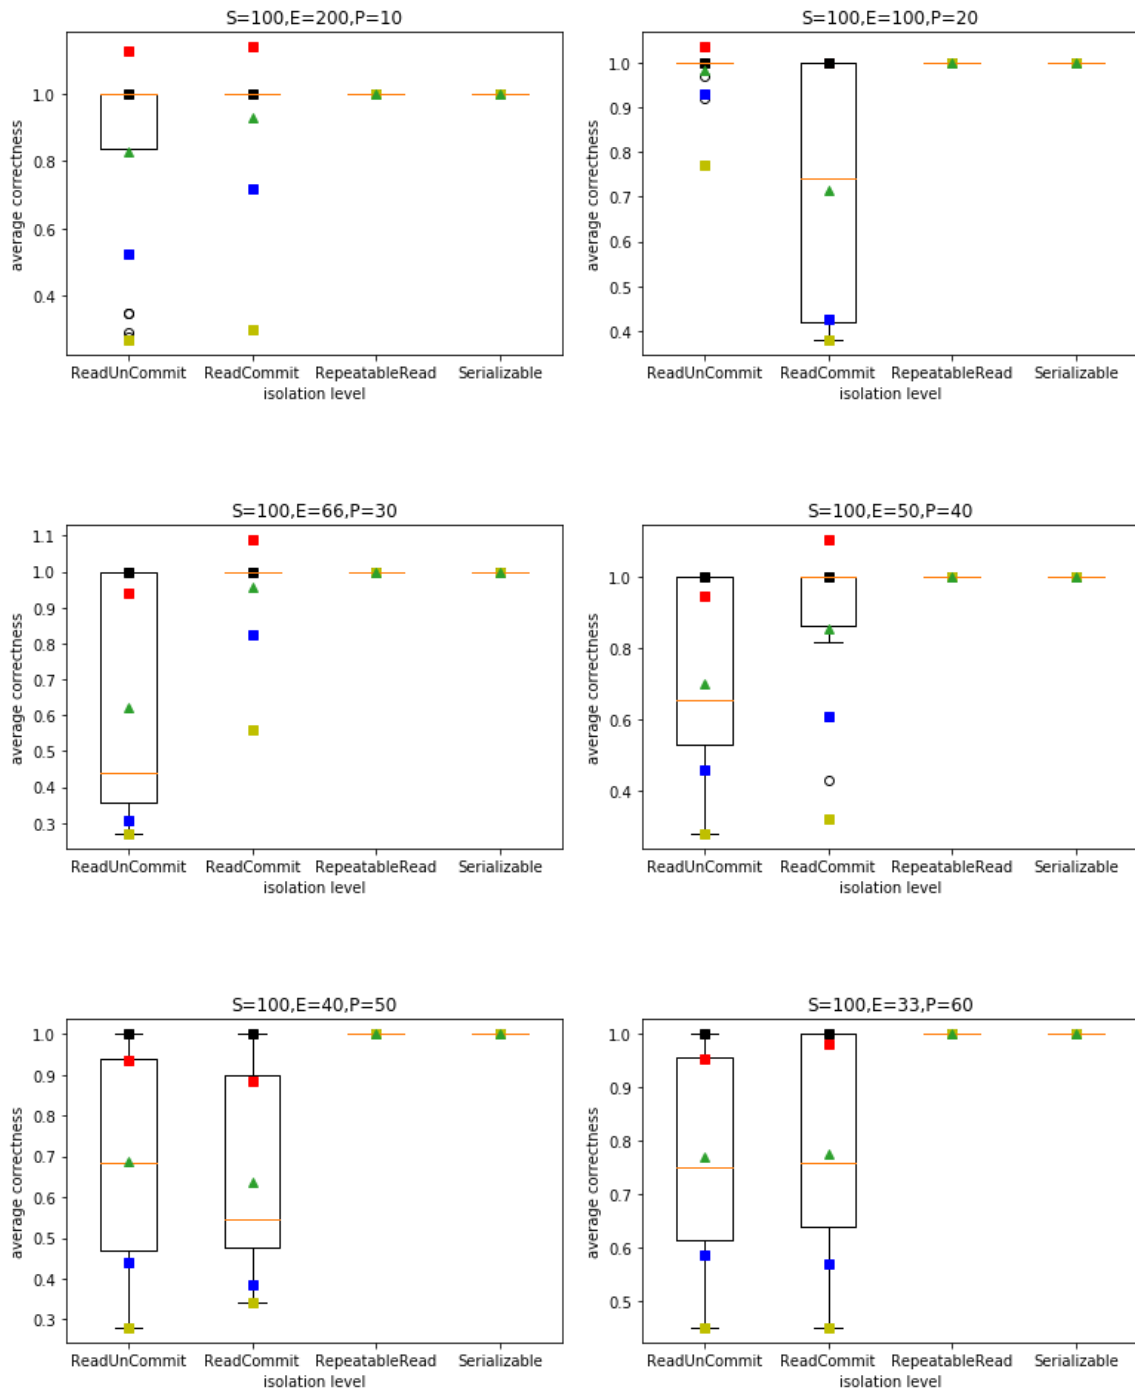 S=100,E=200,P=10
1.0
0.8
0.6
0.4
average correctness
ReadUnCommit ReadCommit RepeatableRead Serializable
isolation level
S=100,E=100,P=20
1.0
0.9
0.8
0.7
0.6
0.5
0.4
average correctness
ReadUnCommit ReadCommit RepeatableRead Serializable
isolation level
S=100,E=66,P=30
1.1
1.0
0.9
0.8
0.7
0.6
0.5
0.4
0.3
average correctness
ReadUnCommit ReadCommit RepeatableRead Serializable
isolation level
S=100,E=50,P=40
1.0
0.8
0.6
0.4
average correctness
ReadUnCommit ReadCommit RepeatableRead Serializable
isolation level
S=100,E=40,P=50
1.0
0.9
0.8
0.7
0.6
0.5
0.4
0.3
average correctness
ReadUnCommit ReadCommit RepeatableRead Serializable
isolation level
S=100,E=33,P=60
1.0
0.9
0.8
0.7
0.6
0.5
average correctness
ReadUnCommit ReadCommit RepeatableRead Serializable
isolation level